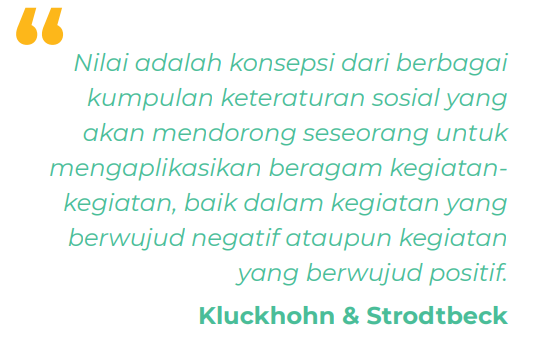 “
Nilai adalah konsepsi dari berbagai
kumpulan keteraturan sosial yang
akan mendorong seseorang untuk
mengaplikasikan beragam kegiatan-
kegiatan, baik dalam kegiatan yang
berwujud negatif ataupun kegiatan
yang berwujud positif.
Kluckhohn & Strodtbeck